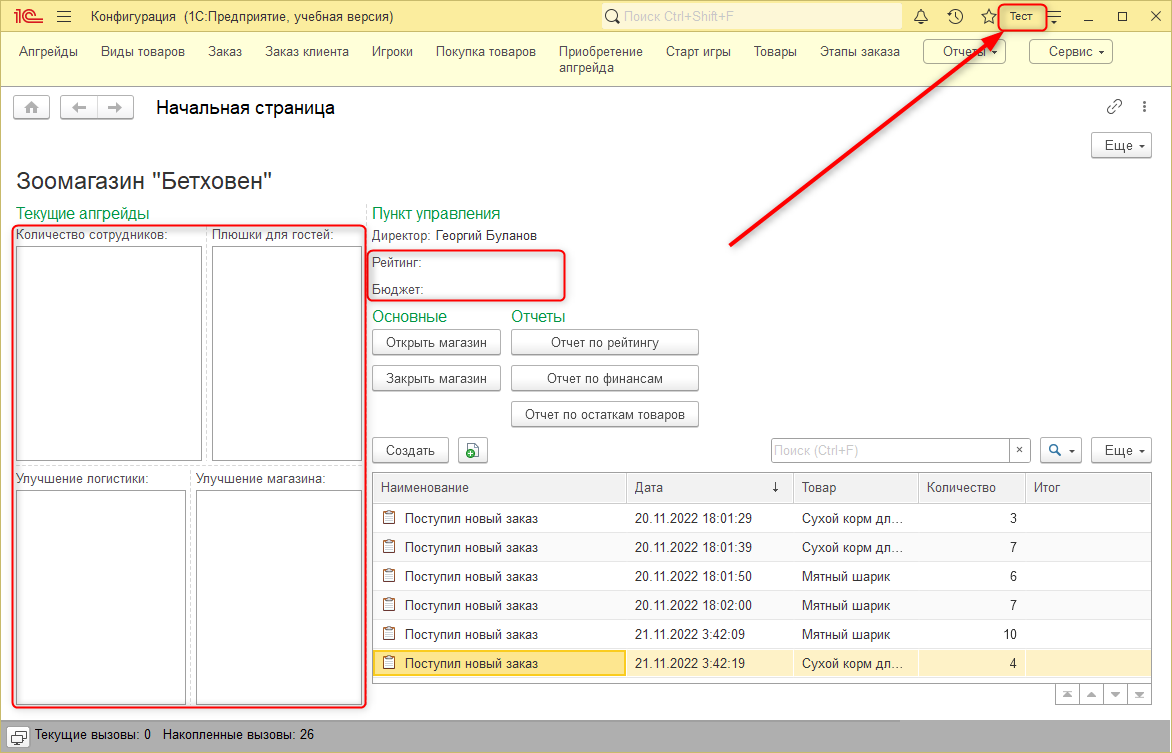 1С Конфигурация (1С:Предприятие, учебная версия) Поиск Ctrl+Shift+F Тест
Апгрейды Виды товаров Заказ Заказ клиента Игроки Покупка товаров Приобретение апгрейда Старт игры Товары Этапы заказа Отчеты Сервис
Начальная страница
Еще
Зоомагазин "Бетховен"
Текущие апгрейды
Количество сотрудников: Плюшки для гостей:
Улучшение логистики: Улучшение магазина:
Пункт управления
Директор: Георгий Буланов
Рейтинг:
Бюджет:
Основные Отчеты
Открыть магазин Отчет по рейтингу
Закрыть магазин Отчет по финансам
Отчет по остаткам товаров
Создать Поиск (Ctrl+F) × Еще
Наименование Дата ↓ Товар Количество Итог
Поступил новый заказ 20.11.2022 18:01:29 Сухой корм дл... 3
Поступил новый заказ 20.11.2022 18:01:39 Сухой корм дл... 7
Поступил новый заказ 20.11.2022 18:01:50 Мятный шарик 6
Поступил новый заказ 20.11.2022 18:02:00 Мятный шарик 7
Поступил новый заказ 21.11.2022 3:42:09 Мятный шарик 10
Поступил новый заказ 21.11.2022 3:42:19 Сухой корм дл... 4
Текущие вызовы: 0 Накопленные вызовы: 26